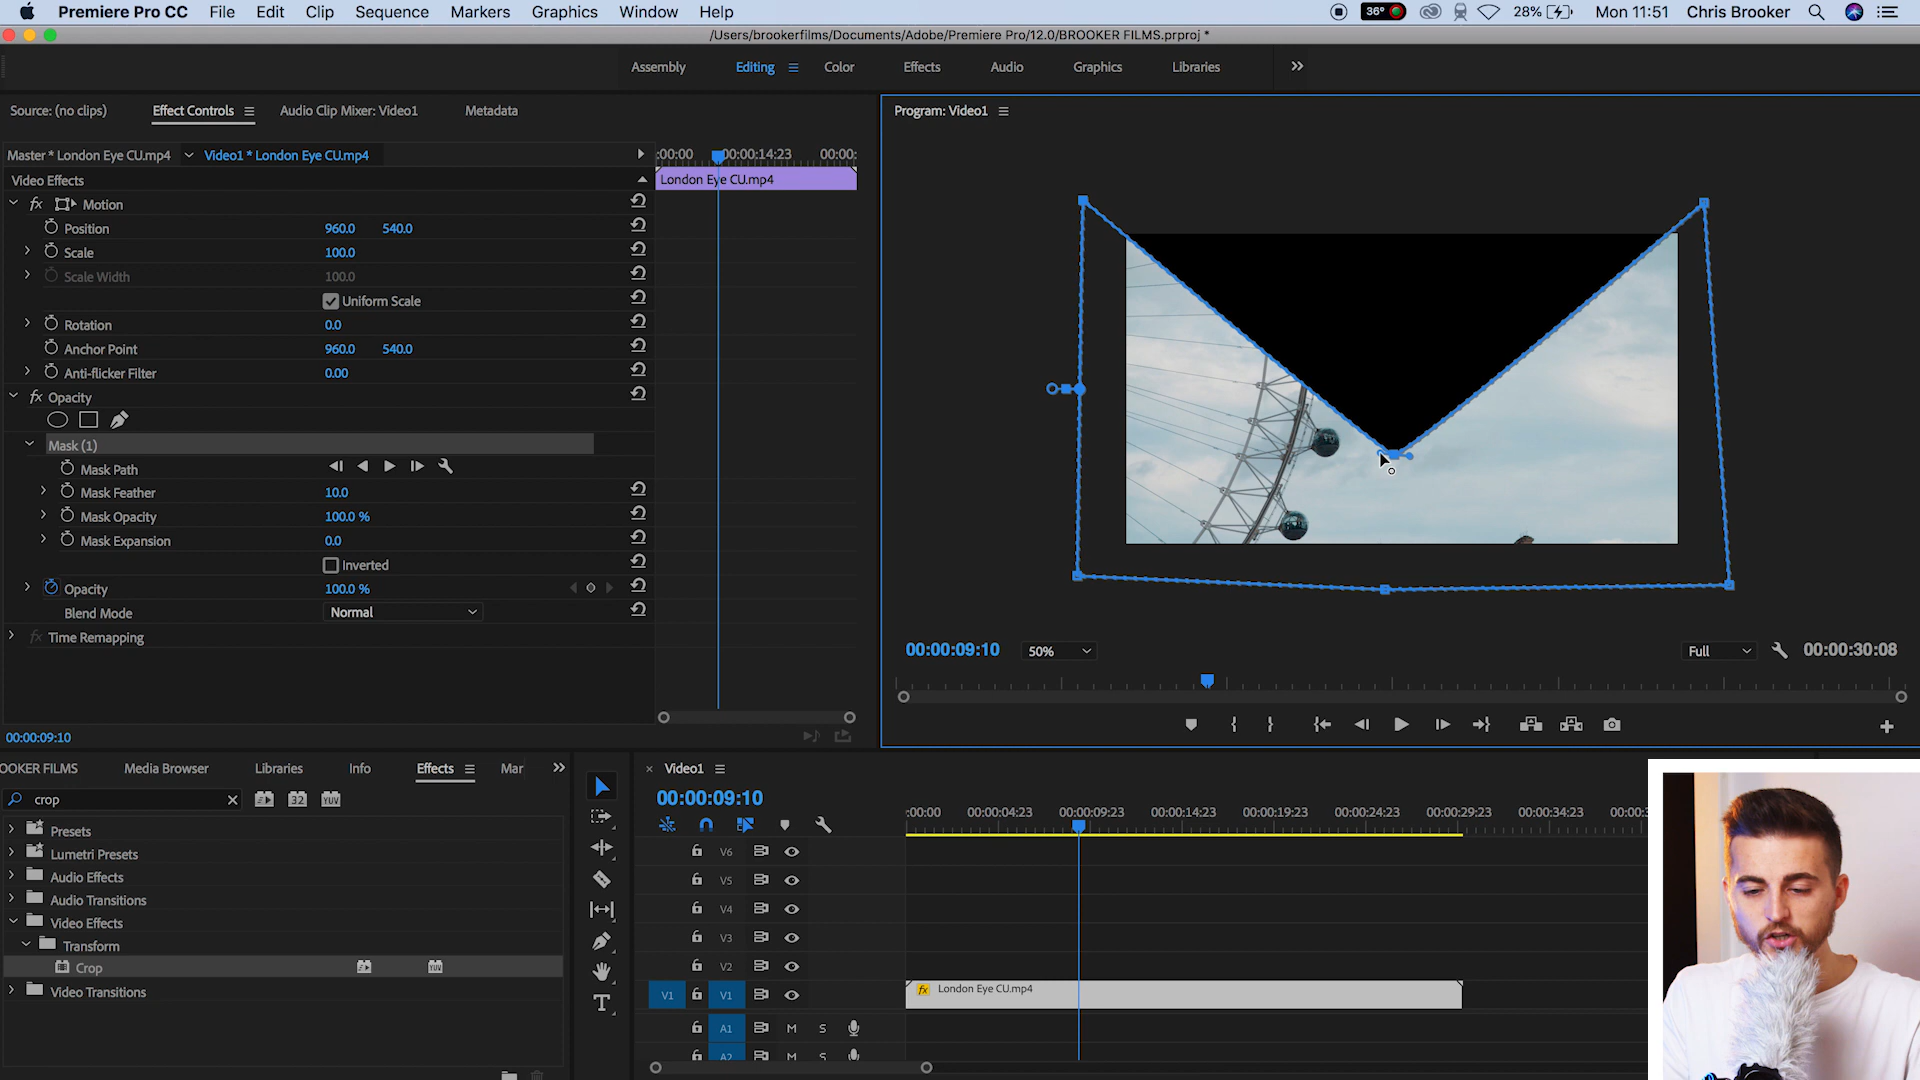 Premiere Pro CC File Edit Clip Sequence Markers Graphics Window Help 36° 28% Mon 11:51 Chris Brooker
/Users/brookerfilms/Documents/Adobe/Premiere Pro/12.0/BROOKER FILMS.prproj *
Assembly Editing Color Effects Audio Graphics Libraries
Source: (no clips) Effect Controls Audio Clip Mixer: Video1 Metadata
Program: Video1
Master * London Eye CU.mp4 Video1 * London Eye CU.mp4
:00:00 00:00:14:23 00:00:
Video Effects
London Eye CU.mp4
fx Motion
Position 960.0 540.0
Scale 100.0
Scale Width 100.0
Uniform Scale
Rotation 0.0
Anchor Point 960.0 540.0
Anti-flicker Filter 0.00
fx Opacity
Mask (1)
Mask Path
Mask Feather 10.0
Mask Opacity 100.0 %
Mask Expansion 0.0
Inverted
Opacity 100.0 %
Blend Mode Normal
fx Time Remapping
00:00:09:10
00:00:09:10 50% Full 00:00:30:08
OOKER FILMS Media Browser Libraries Info Effects Mar
crop 32 YUV
Presets
Lumetri Presets
Audio Effects
Audio Transitions
Video Effects
Transform
Crop YUV
Video Transitions
Video1
00:00:09:10
:00:00 00:00:04:23 00:00:09:23 00:00:14:23 00:00:19:23 00:00:24:23 00:00:29:23 00:00:34:23 00:00:3
V6
V5
V4
V3
V2
V1 V1 fx London Eye CU.mp4
A1 M S
A2 M S
T